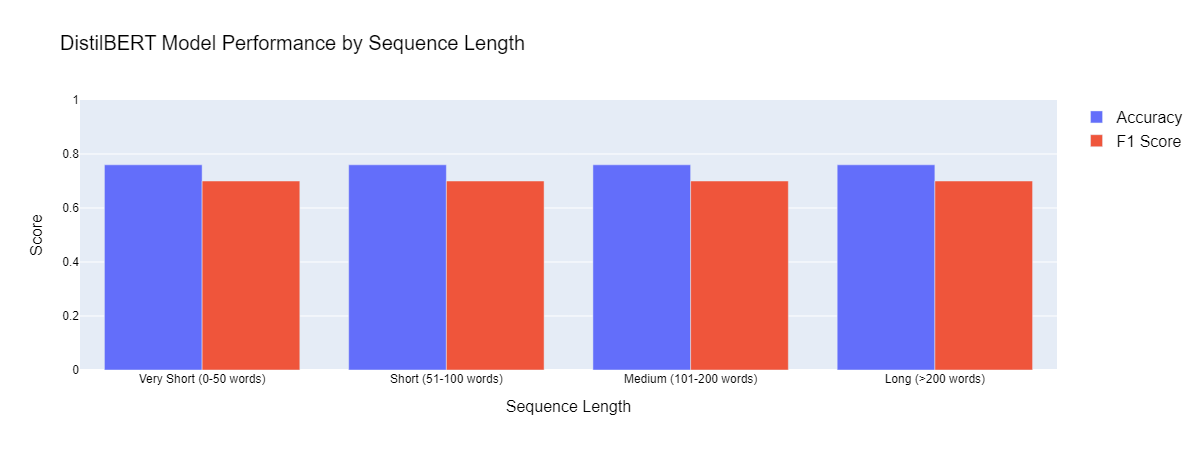 DistilBERT Model Performance by Sequence Length
Accuracy
F1 Score
1
0.8
0.6
0.4
0.2
0
Score
Very Short (0-50 words)
Short (51-100 words)
Medium (101-200 words)
Long (>200 words)
Sequence Length